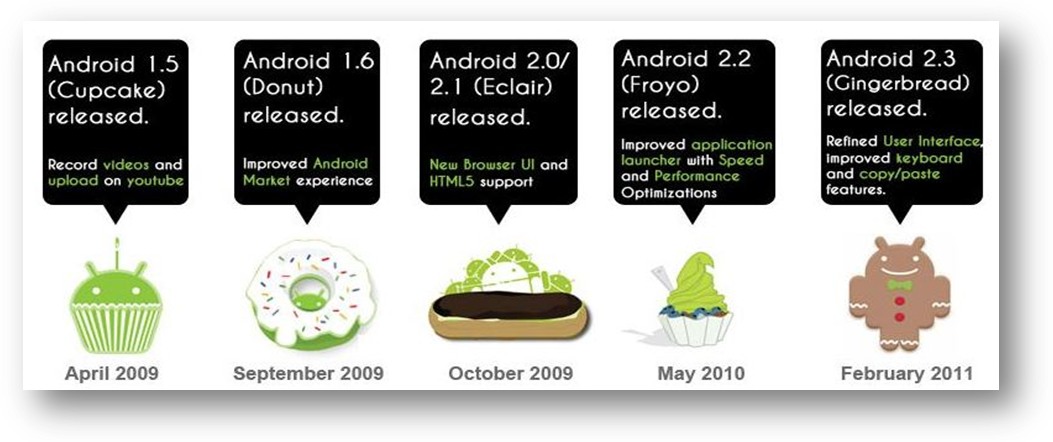 Android 1.5
(Cupcake)
released.
Record videos and
upload on youtube
April 2009
Android 1.6
(Donut)
released.
Improved Android
Market experience
September 2009
Android 2.0/
2.1 (Eclair)
released.
New Browser UI and
HTML5 support
October 2009
Android 2.2
(Froyo)
released.
Improved application
launcher with Speed
and Performance
Optimizations
May 2010
Android 2.3
(Gingerbread)
released.
Refined User Interface,
improved keyboard
and copy/paste
features.
February 2011